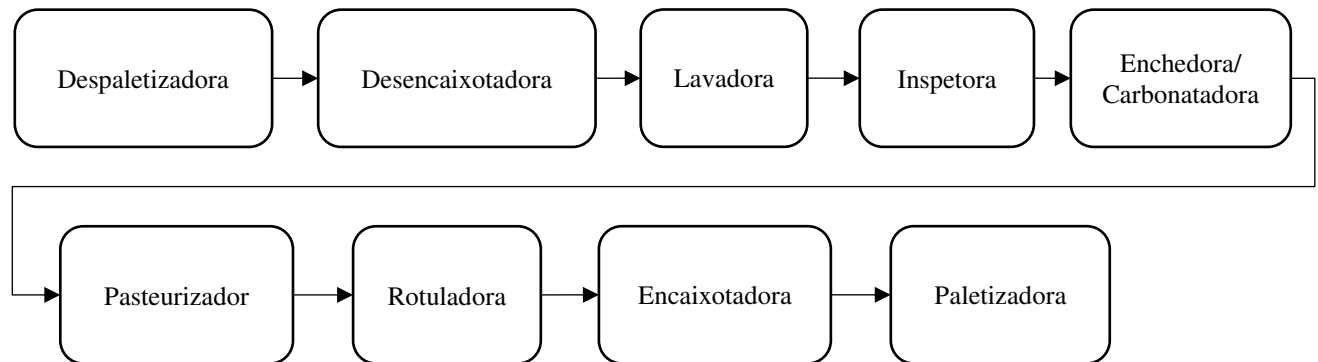 Despaletizadora
Desencaixotadora
Lavadora
Inspetora
Enchedora/
Carbonatadora
Pasteurizador
Rotuladora
Encaixotadora
Paletizadora